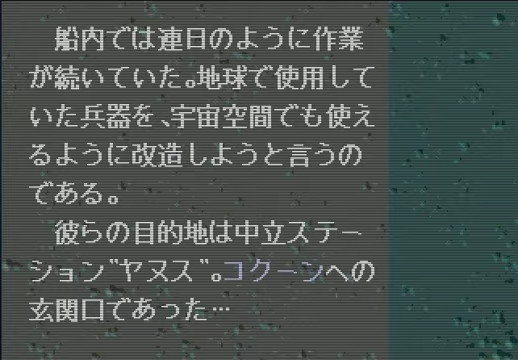 船内では連日のように作業
が続いていた。地球で使用して
いた兵器を、宇宙空間でも使え
るように改造しようと言うの
である。
　彼らの目的地は中立ステー
ション"ヤヌス"。コクーンへの
玄関口であった…